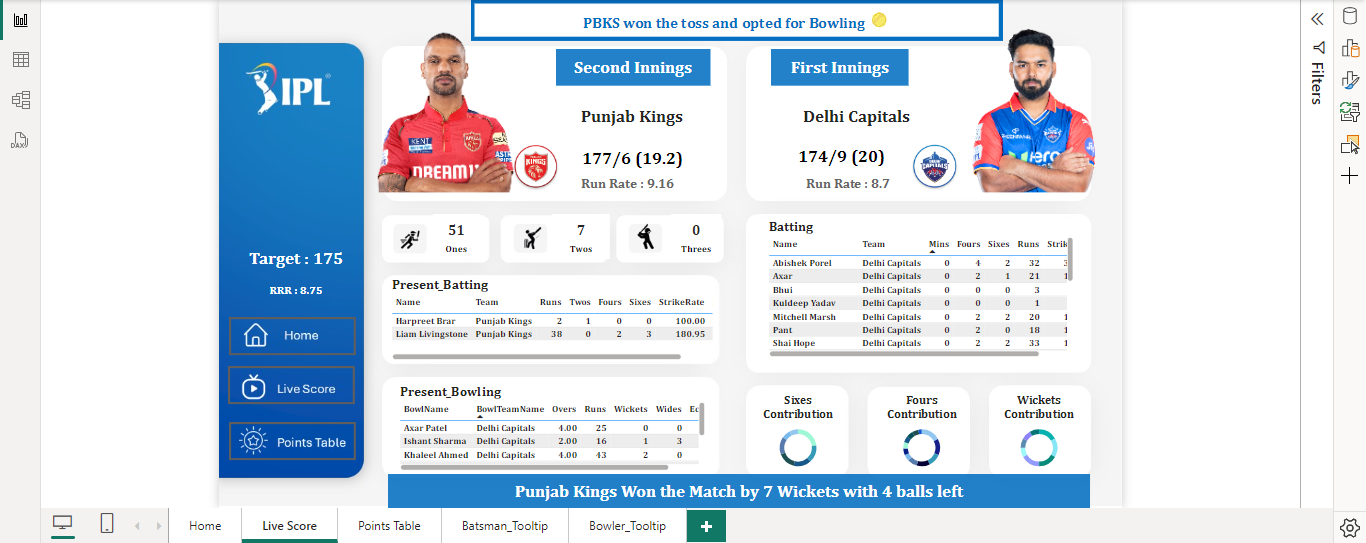 PBKS won the toss and opted for Bowling
IPL
Second Innings
Punjab Kings
177/6 (19.2)
Run Rate : 9.16
KENT
DREAM11
KINGS
First Innings
Delhi Capitals
174/9 (20)
Run Rate : 8.7
CAPITALS
Filters
Target : 175
RRR : 8.75
Home
Live Score
Points Table
51
Ones
7
Twos
0
Threes
Present_Batting
Name Team Runs Twos Fours Sixes StrikeRate
Harpreet Brar Punjab Kings 2 1 0 0 100.00
Liam Livingstone Punjab Kings 38 0 2 3 180.95
Batting
Name Team Mins Fours Sixes Runs Strik
Abishek Porel Delhi Capitals 0 4 2 32 3
Axar Delhi Capitals 0 2 1 21 1
Bhui Delhi Capitals 0 0 0 3
Kuldeep Yadav Delhi Capitals 0 0 0 1
Mitchell Marsh Delhi Capitals 0 2 2 20 1
Pant Delhi Capitals 0 2 0 18 1
Shai Hope Delhi Capitals 0 2 2 33 1
Present_Bowling
BowlName BowlTeamName Overs Runs Wickets Wides Ec
Axar Patel Delhi Capitals 4.00 25 0 0
Ishant Sharma Delhi Capitals 2.00 16 1 3
Khaleel Ahmed Delhi Capitals 4.00 43 2 0
Sixes
Contribution
Fours
Contribution
Wickets
Contribution
Punjab Kings Won the Match by 7 Wickets with 4 balls left
DAX
Home Live Score Points Table Batsman_Tooltip Bowler_Tooltip +